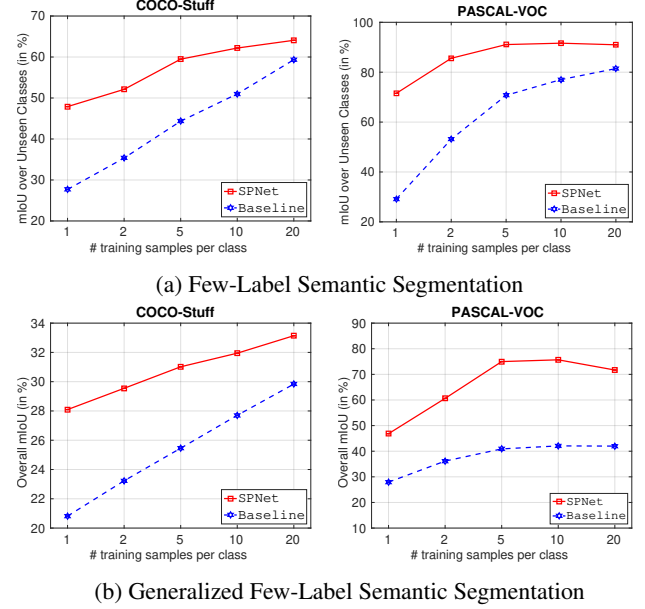 COCO-Stuff
mIoU over Unseen Classes (in %)
70
60
50
40
30
20
1 2 5 10 20
# training samples per class
SPNet
Baseline
PASCAL-VOC
mIoU over Unseen Classes (in %)
100
80
60
40
20
1 2 5 10 20
# training samples per class
SPNet
Baseline
(a) Few-Label Semantic Segmentation
COCO-Stuff
Overall mIoU (in %)
34
32
30
28
26
24
22
20
1 2 5 10 20
# training samples per class
SPNet
Baseline
PASCAL-VOC
Overall mIoU (in %)
90
80
70
60
50
40
30
20
10
1 2 5 10 20
# training samples per class
SPNet
Baseline
(b) Generalized Few-Label Semantic Segmentation